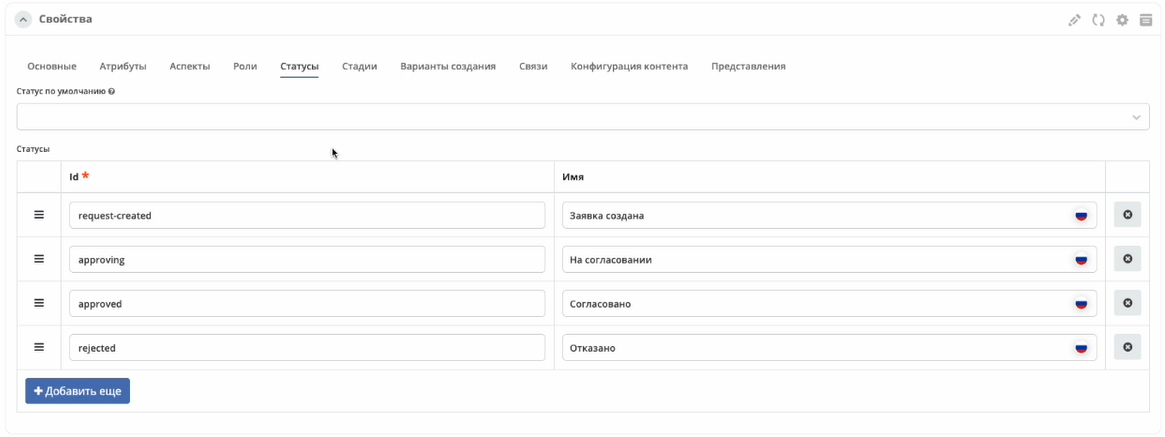 Свойства
Основные Атрибуты Аспекты Роли Статусы Стадии Варианты создания Связи Конфигурация контента Представления
Статус по умолчанию
Статусы
Id * Имя
request-created Заявка создана
approving На согласовании
approved Согласовано
rejected Отказано
+ Добавить еще